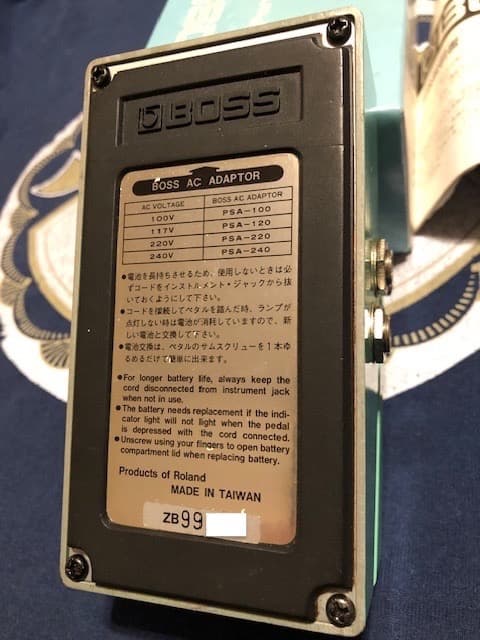 BOSS
BOSS AC ADAPTOR
AC VOLTAGE BOSS AC ADAPTOR
100V PSA-100
117V PSA-120
220V PSA-220
240V PSA-240
●電池を長持ちさせるため、使用しないときは必
ずコードをインストルメント・ジャックから抜
いておくようにして下さい。
●コードを接続してペタルを踏んだ時、ランプが
点灯しない時は電池が消耗していますので、新
しい電池と交換して下さい。
●電池交換は、ペタルのサムスクリューを1本ゆ
るめるだけで簡単に出来ます。
●For longer battery life, always keep the
cord disconnected from instrument jack
when not in use.
●The battery needs replacement if the indi-
cator light will not light when the pedal
is depressed with the cord connected.
●Unscrew using your fingers to open battery
compartment lid when replacing battery.
Products of Roland
MADE IN TAIWAN
ZB99